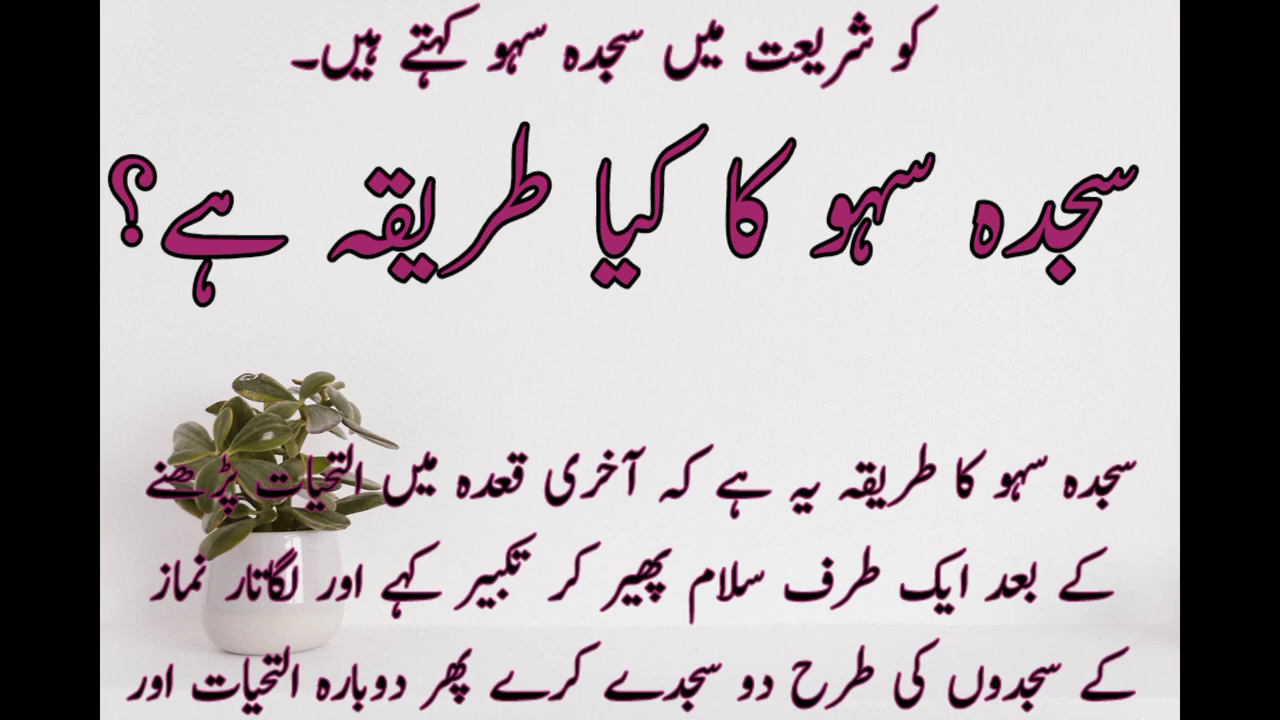 کو شریعت میں سجدہ سہو کہتے ہیں۔
سجدہ سہو کا کیا طریقہ ہے؟
سجدہ سہو کا طریقہ یہ ہے کہ آخری قعدہ میں التحیات پڑھنے
کے بعد ایک طرف سلام پھیر کر تکبیر کہے اور لگاتار نماز
کے سجدوں کی طرح دو سجدے کرے پھر دوبارہ التحیات اور